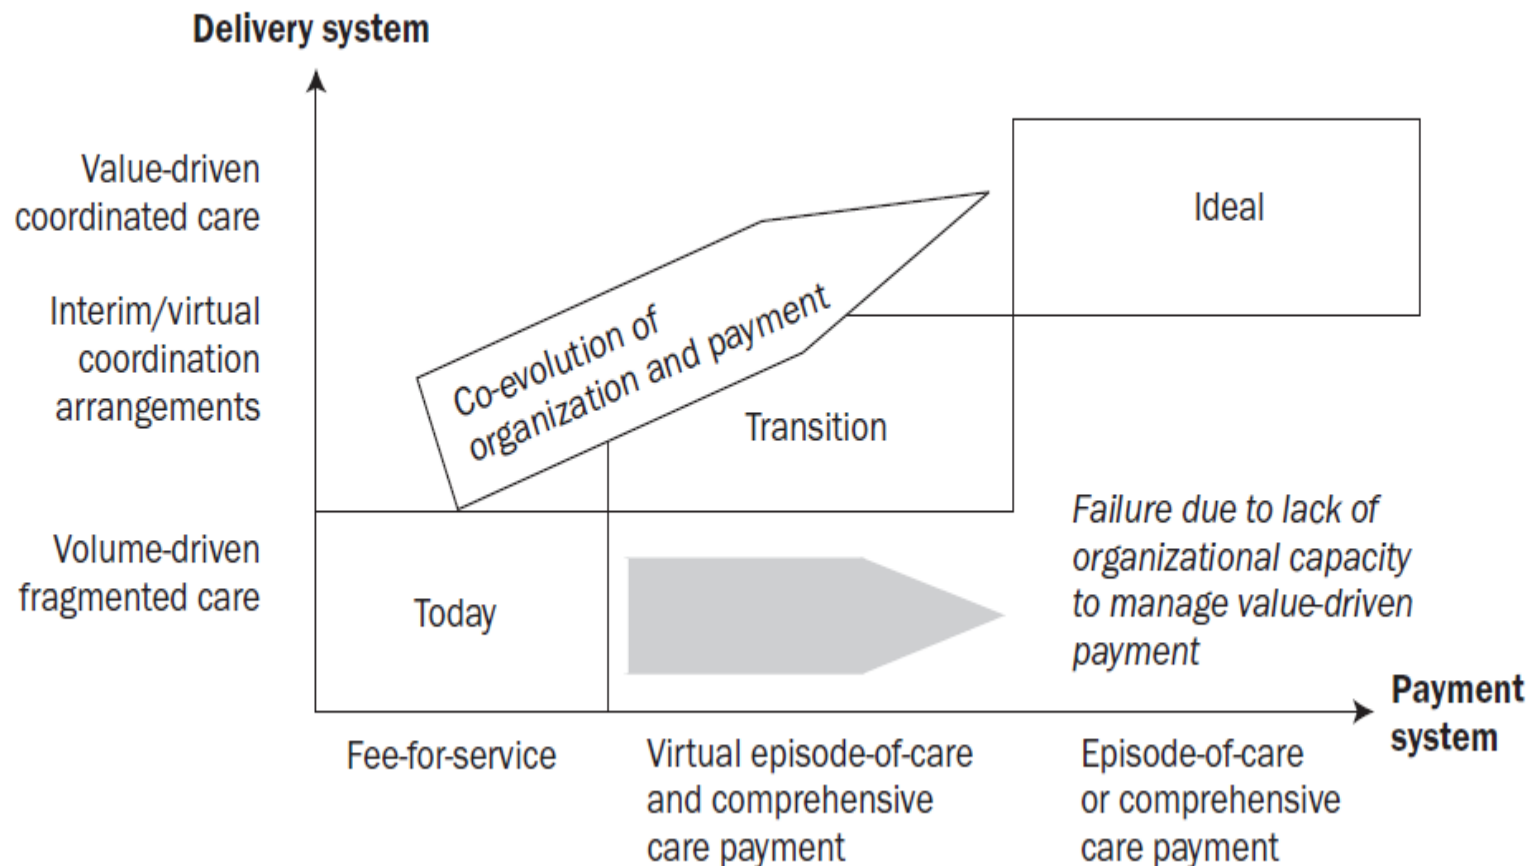 Delivery system
Value-driven
coordinated care
Interim/virtual
coordination
arrangements
Volume-driven
fragmented care
Co-evolution of
organization and payment
Ideal
Transition
Today
Failure due to lack of
organizational capacity
to manage value-driven
payment
Payment
system
Fee-for-service
Virtual episode-of-care
and comprehensive
care payment
Episode-of-care
or comprehensive
care payment